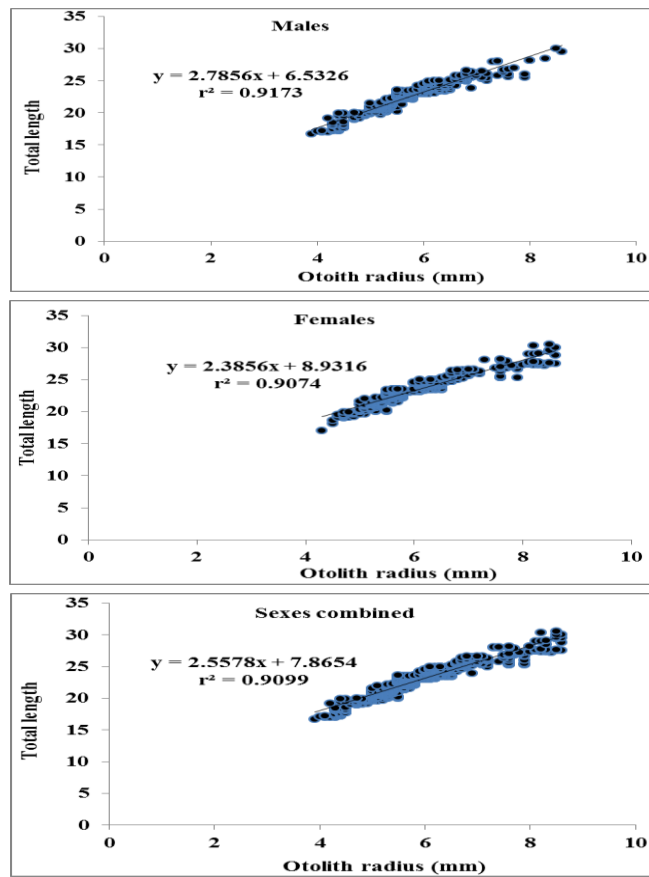 Males
y = 2.7856x + 6.5326
r² = 0.9173
Total length
35
30
25
20
15
10
5
0
0 2 4 6 8 10
Otoith radius (mm)
Females
y = 2.3856x + 8.9316
r² = 0.9074
Total length
35
30
25
20
15
10
5
0
0 2 4 6 8 10
Otolith radius (mm)
Sexes combined
y = 2.5578x + 7.8654
r² = 0.9099
Total length
35
30
25
20
15
10
5
0
0 2 4 6 8 10
Otolith radius (mm)